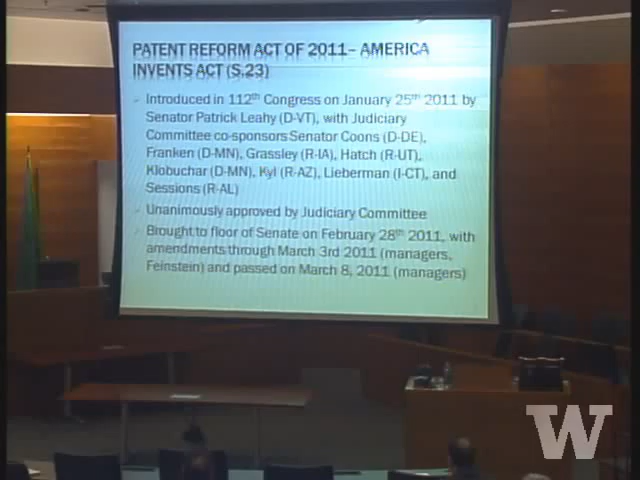 PATENT REFORM ACT OF 2011– AMERICA
INVENTS ACT (S.23)
Introduced in 112th Congress on January 25th 2011 by
Senator Patrick Leahy (D-VT), with Judiciary
Committee co-sponsors Senator Coons (D-DE),
Franken (D-MN), Grassley (R-IA), Hatch (R-UT),
Klobuchar (D-MN), Kyl (R-AZ), Lieberman (I-CT), and
Sessions (R-AL)
Unanimously approved by Judiciary Committee
Brought to floor of Senate on February 28th 2011, with
amendments through March 3rd 2011 (managers,
Feinstein) and passed on March 8, 2011 (managers)
W